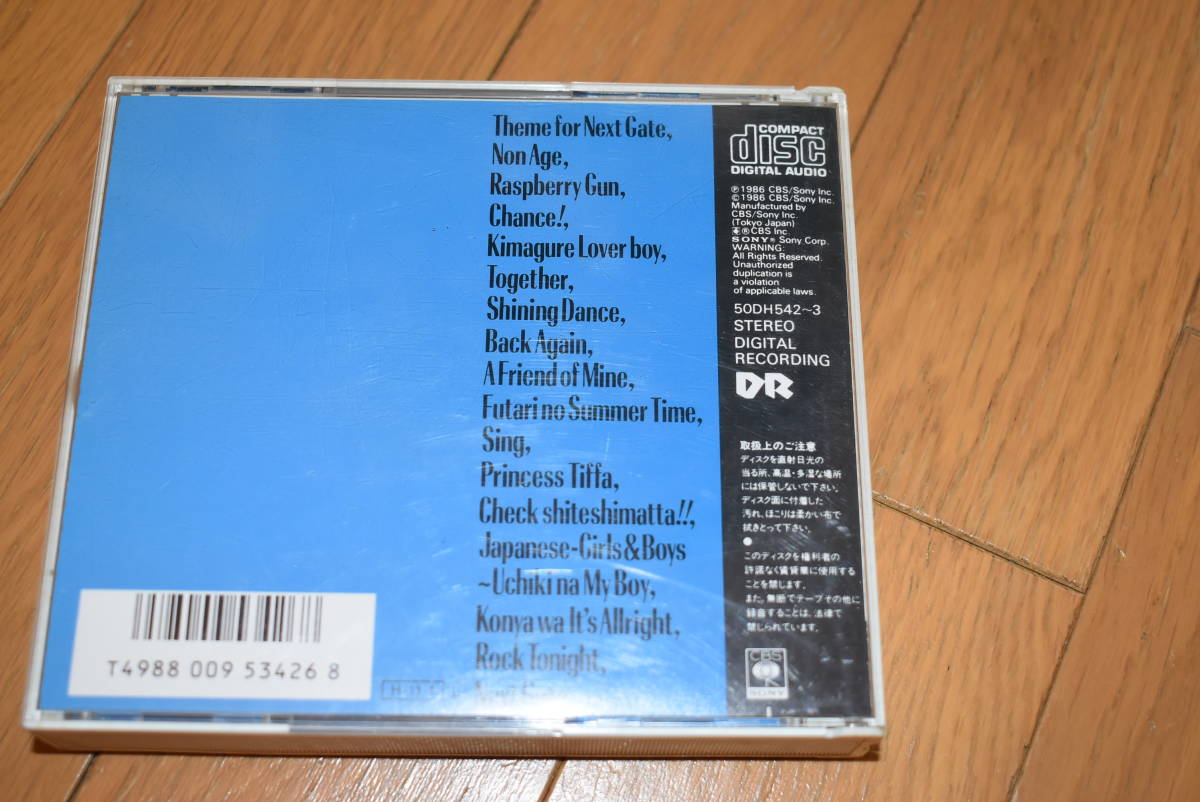 Theme for Next Gate,
Non Age,
Raspberry Gun,
Chance!,
Kimagure Lover boy,
Together,
Shining Dance,
Back Again,
A Friend of Mine,
Futari no Summer Time,
Sing,
Princess Tiffa,
Check shiteshimatta!!,
Japanese-Girls&Boys
~Uchiki na My Boy,
Konya wa It's Allright,
Rock Tonight,
T4988 009 53426 8
COMPACT
disc
DIGITAL AUDIO
℗1986 CBS/Sony Inc.
©1986 CBS/Sony Inc.
Manufactured by
CBS/Sony Inc.
(Tokyo Japan)
®CBS Inc.
SONY® Sony Corp.
WARNING:
All Rights Reserved.
Unauthorized
duplication is
a violation
of applicable laws.
50DH542~3
STEREO
DIGITAL
RECORDING
DR
取扱上のご注意
ディスクを直射日光の
当る所、高温・多湿な場所
には保管しないで下さい。
ディスク面に付着した
汚れ、ほこりは柔かい布で
拭きとって下さい。
●
このディスクを権利者の
許諾なく賃貸業に使用する
ことを禁じます。
また、無断でテープその他に
録音することは、法律で
禁じられています。
CBS
SONY